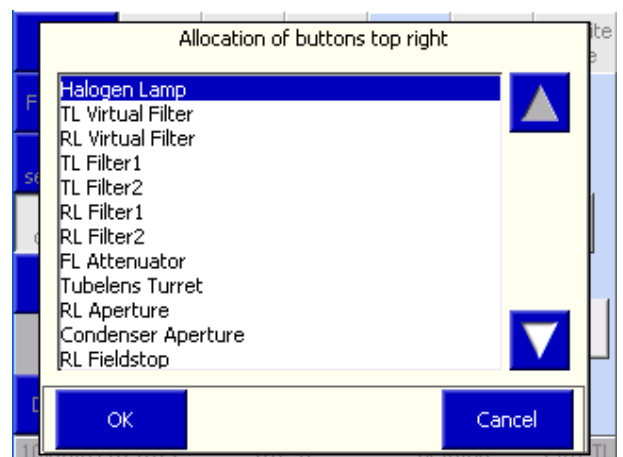 Allocation of buttons top right
Halogen Lamp
TL Virtual Filter
RL Virtual Filter
TL Filter1
TL Filter2
RL Filter1
RL Filter2
FL Attenuator
Tubelens Turret
RL Aperture
Condenser Aperture
RL Fieldstop
OK
Cancel